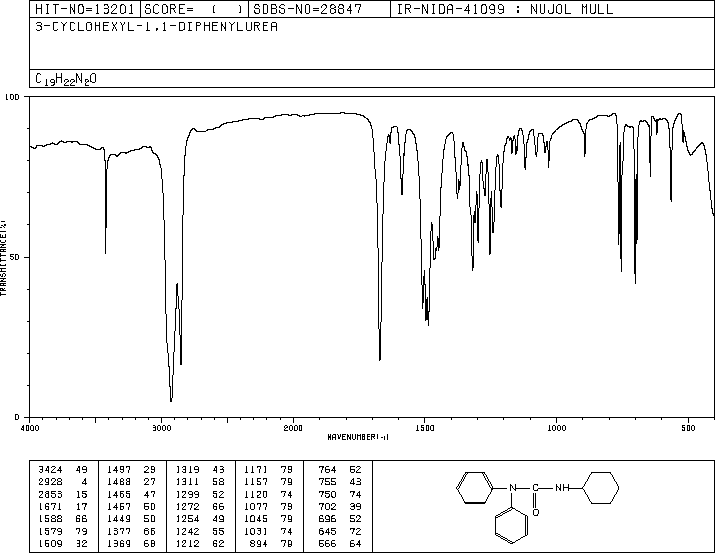 HIT-NO=13201 SCORE= ( ) SDBS-NO=28847 IR-NIDA-41099 : NUJOL MULL
3-CYCLOHEXYL-1,1-DIPHENYLUREA
C19H22N2O
100
50
0
TRANSMITTANCE(%)
4000 3000 2000 1500 1000 500
WAVENUMBER(-1)
3424 49 1497 29 1319 43 1171 79 764 52
2928 4 1488 27 1311 58 1157 79 755 43
2853 15 1465 47 1299 52 1120 74 750 74
1671 17 1457 50 1272 66 1077 79 702 39
1588 66 1449 50 1254 49 1045 79 696 52
1579 79 1377 66 1242 55 1031 74 645 72
1509 32 1369 68 1212 62 894 79 566 64
N C NH
O